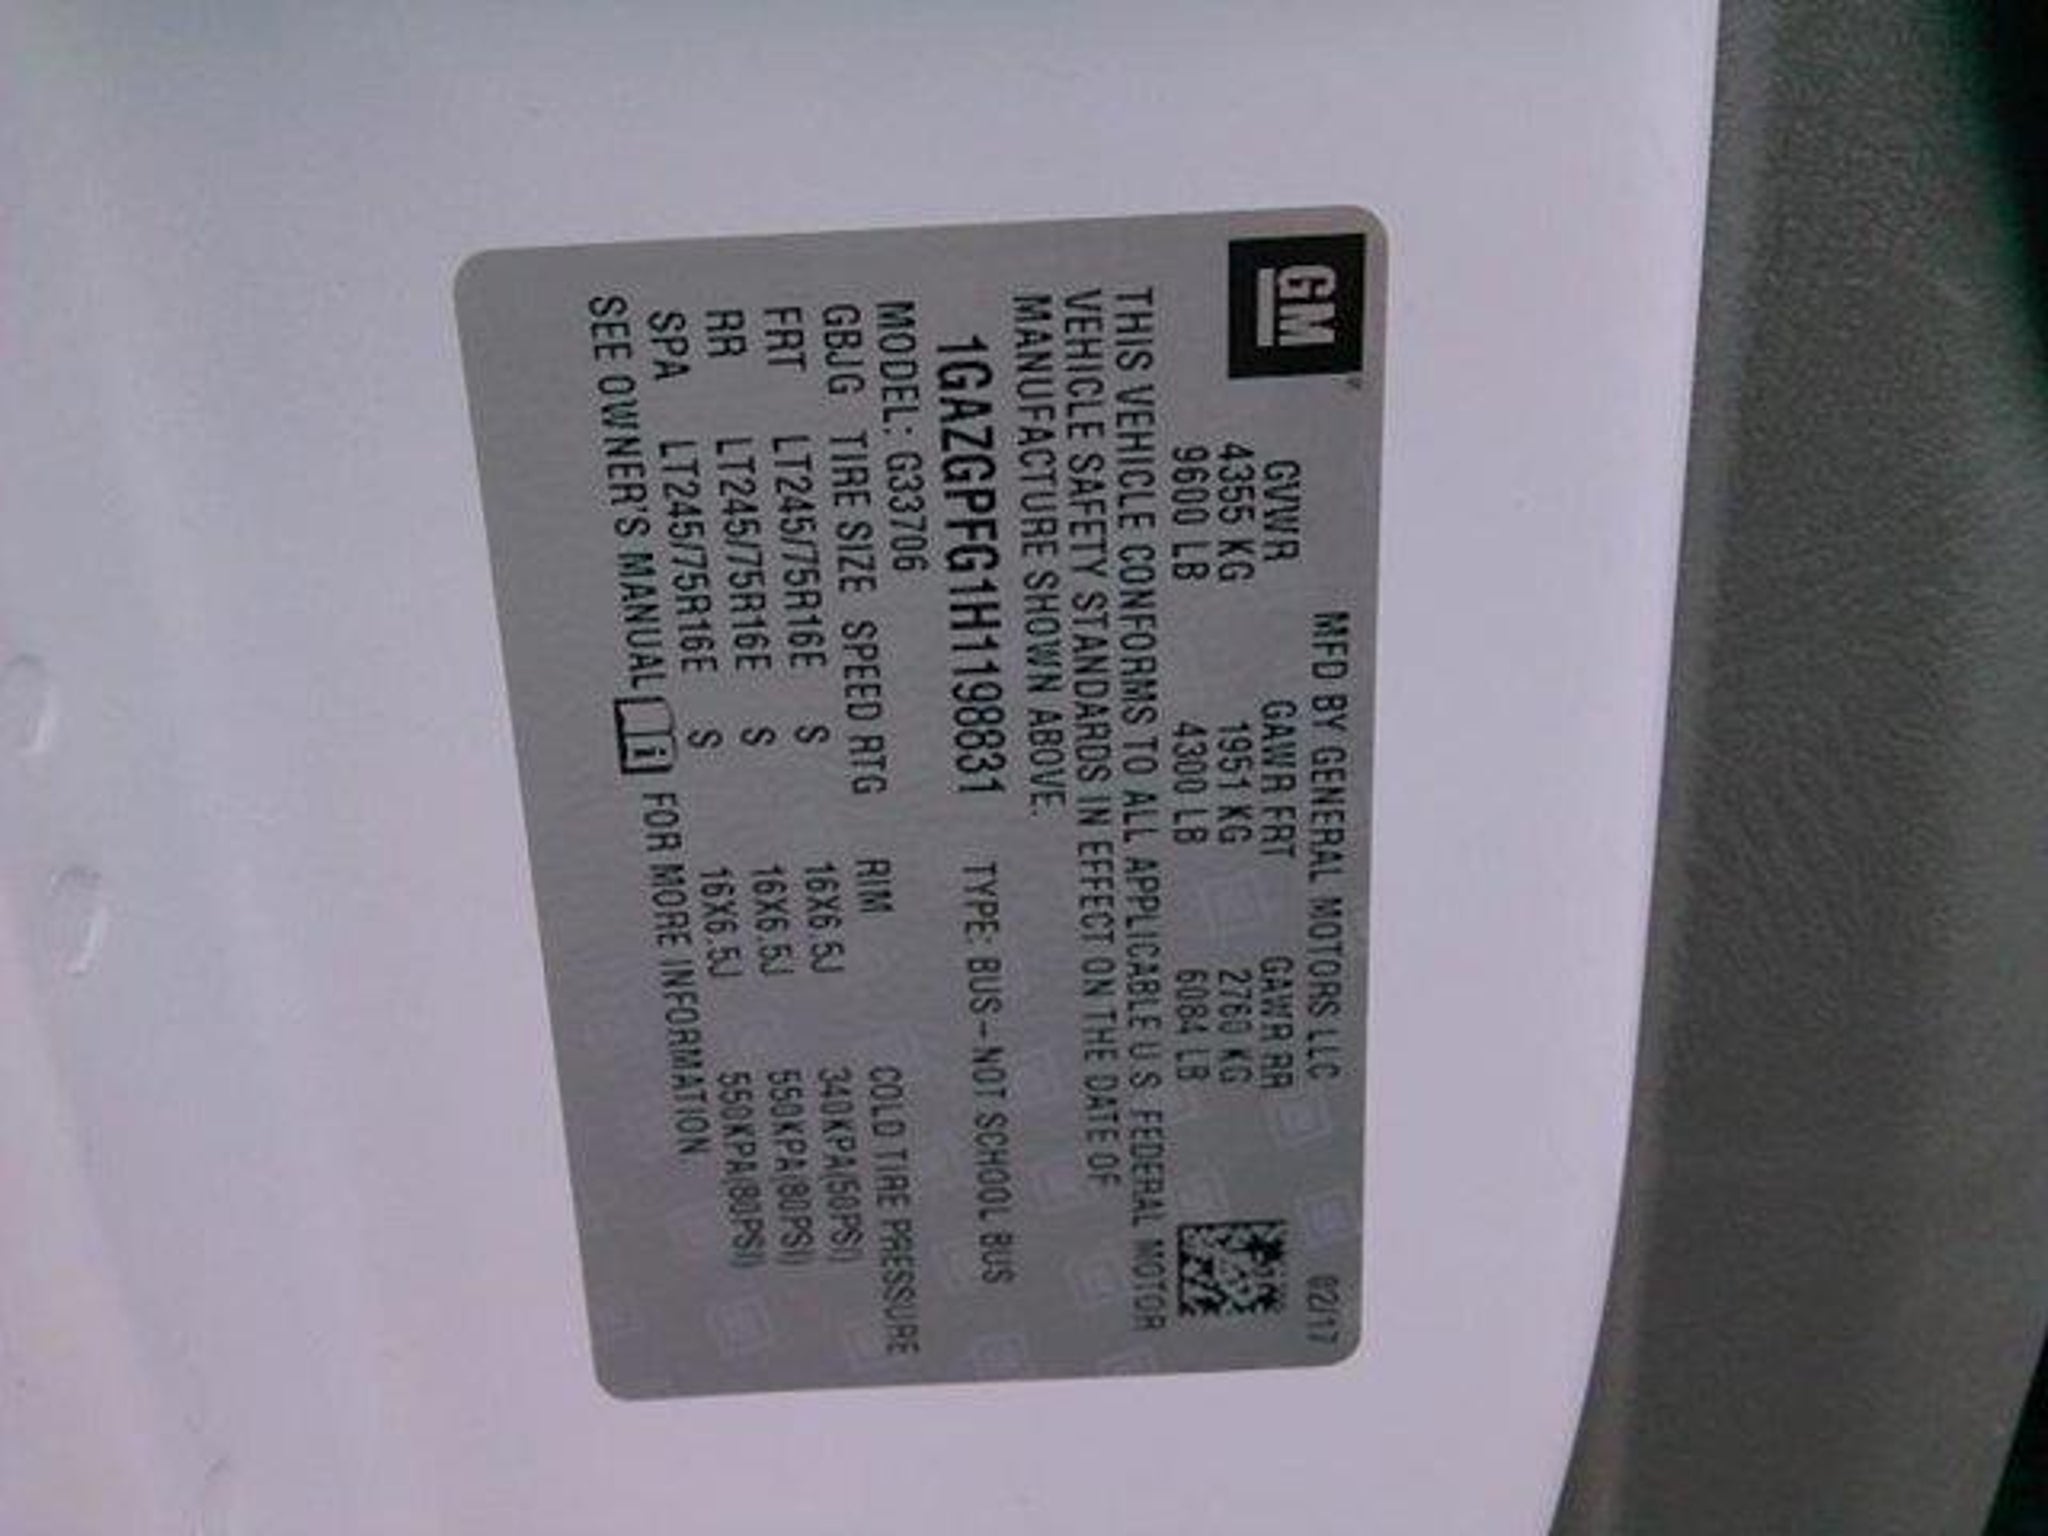 GM
MFD BY GENERAL MOTORS LLC 02/17
GVWR GAWR FRT GAWR RR
4355 KG 1951 KG 2760 KG
9600 LB 4300 LB 6084 LB
THIS VEHICLE CONFORMS TO ALL APPLICABLE U.S. FEDERAL MOTOR
VEHICLE SAFETY STANDARDS IN EFFECT ON THE DATE OF
MANUFACTURE SHOWN ABOVE.
1GAZGPFG1H1198831 TYPE: BUS-NOT SCHOOL BUS
MODEL: G33706
GBJG TIRE SIZE SPEED RTG RIM COLD TIRE PRESSURE
FRT LT245/75R16E S 16X6.5J 340KPA(50PSI)
RR LT245/75R16E S 16X6.5J 550KPA(80PSI)
SPA LT245/75R16E S 16X6.5J 550KPA(80PSI)
SEE OWNER'S MANUAL i FOR MORE INFORMATION.